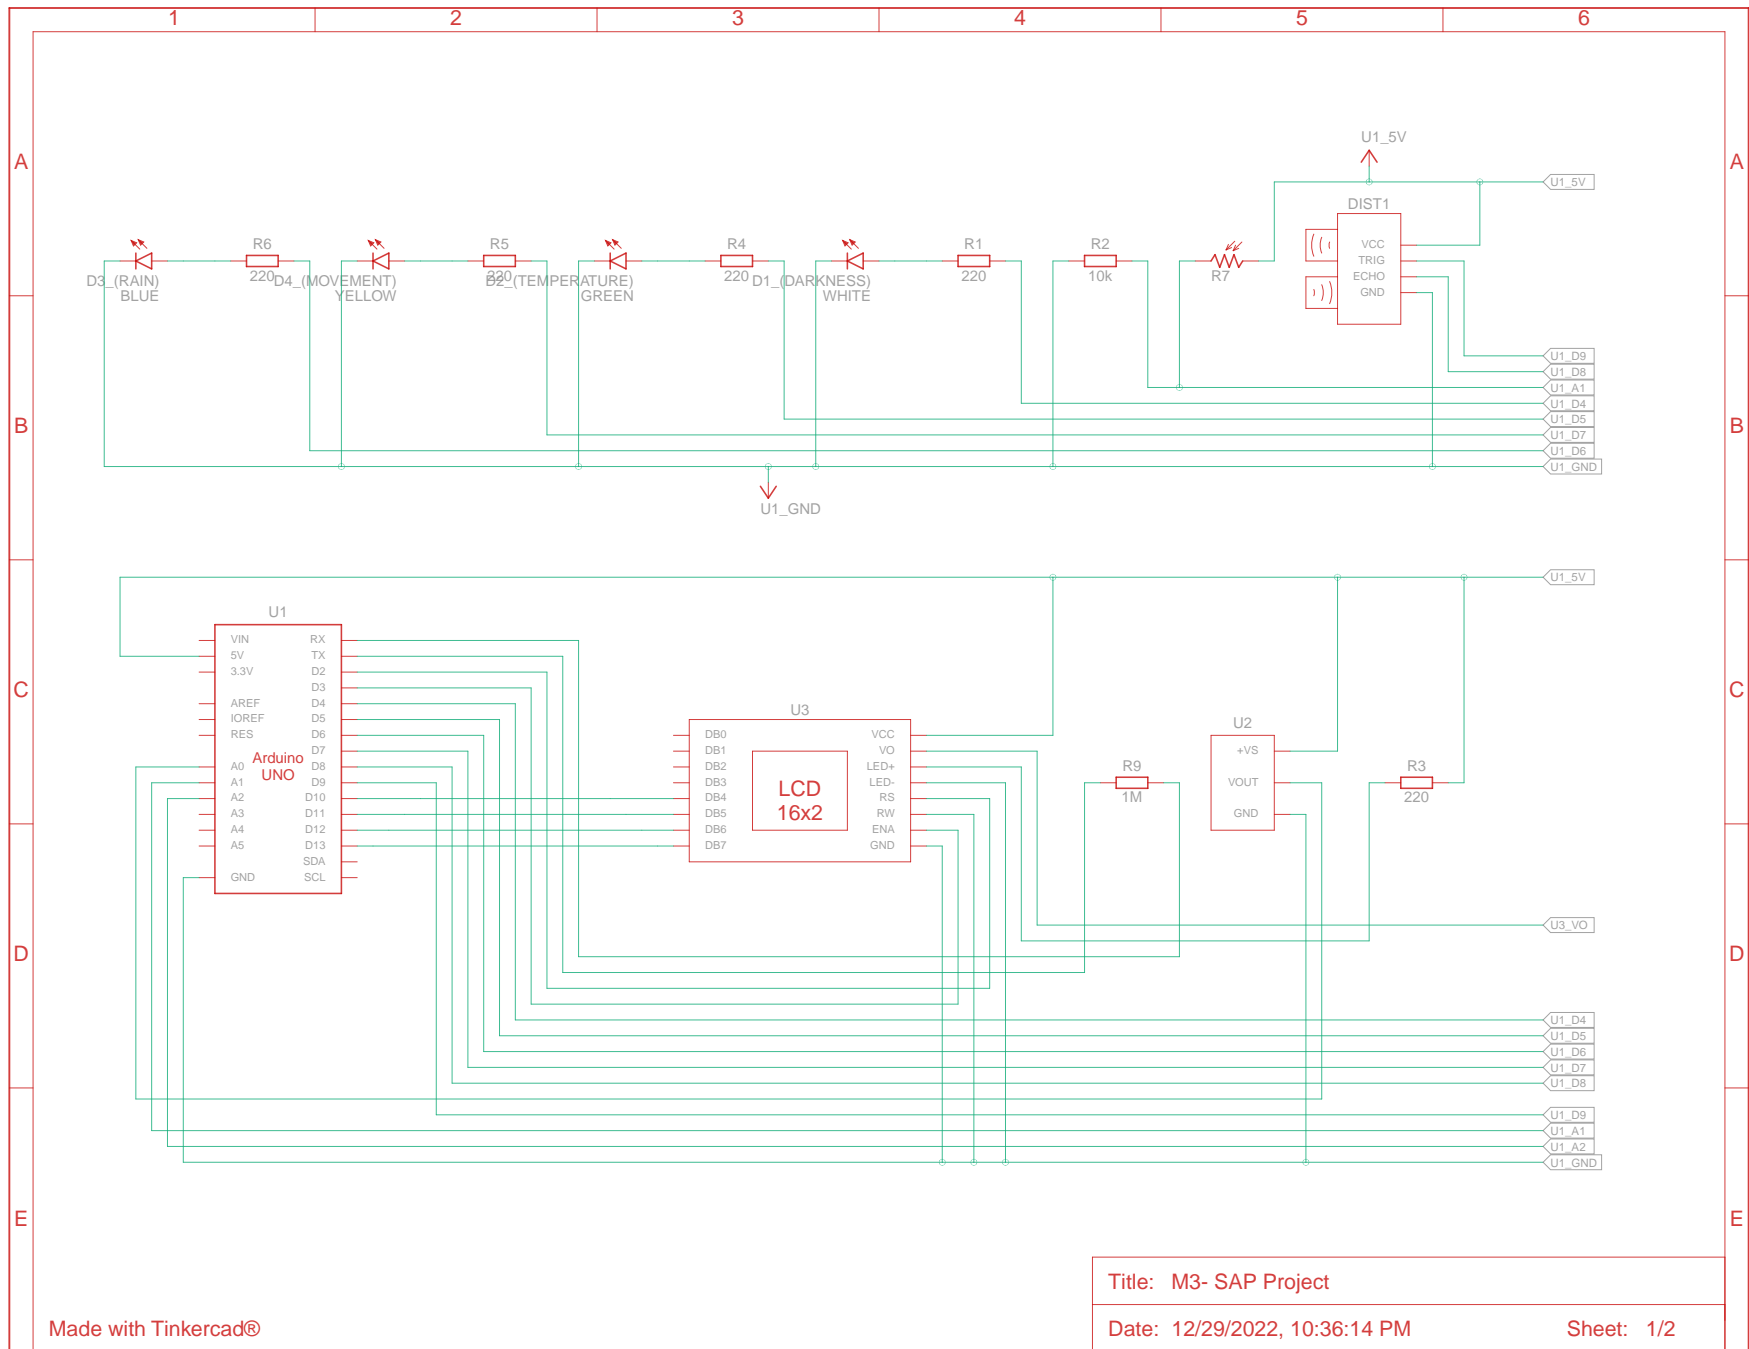 1 2 3 4 5 6
A A
U1_5V
U1_5V
DIST1
VCC
TRIG
ECHO
GND
R6
220
R5
220
R4
220
R1
220
R2
10k
R7
D3_(RAIN)
BLUE
D4_(MOVEMENT)
YELLOW
D2_(TEMPERATURE)
GREEN
D1_(DARKNESS)
WHITE
U1_D9
U1_D8
U1_A1
U1_D4
B B
U1_D5
U1_D7
U1_D6
U1_GND
U1_GND
U1_5V
U1
VIN RX
5V TX
3.3V D2
D3
AREF D4
IOREF D5
RES D6
D7
Arduino
UNO
A0 D8
A1 D9
A2 D10
A3 D11
A4 D12
A5 D13
SDA
GND SCL
C C
U3
DB0 VCC
DB1 VO
DB2 LED+
DB3 LED-
DB4 RS
DB5 RW
DB6 ENA
DB7 GND
LCD
16x2
R9
1M
U2
+VS
VOUT
GND
R3
220
U3_VO
D D
U1_D4
U1_D5
U1_D6
U1_D7
U1_D8
U1_D9
U1_A1
U1_A2
U1_GND
E E
Title: M3- SAP Project
Made with Tinkercad®
Date: 12/29/2022, 10:36:14 PM Sheet: 1/2